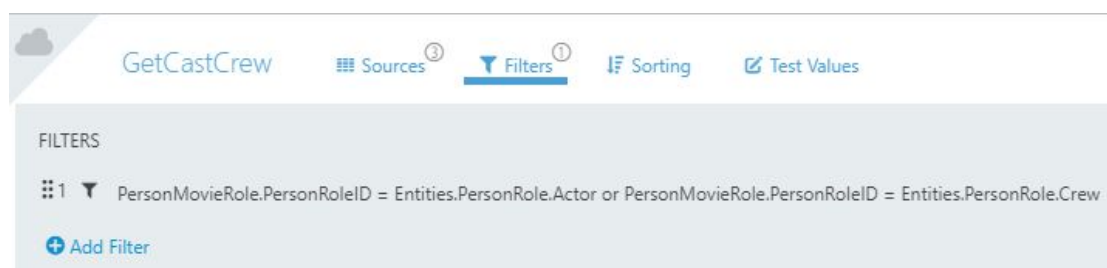 GetCastCrew Sources 3 Filters 1 Sorting Test Values
FILTERS
1 PersonMovieRole.PersonRoleID = Entities.PersonRole.Actor or PersonMovieRole.PersonRoleID = Entities.PersonRole.Crew
Add Filter